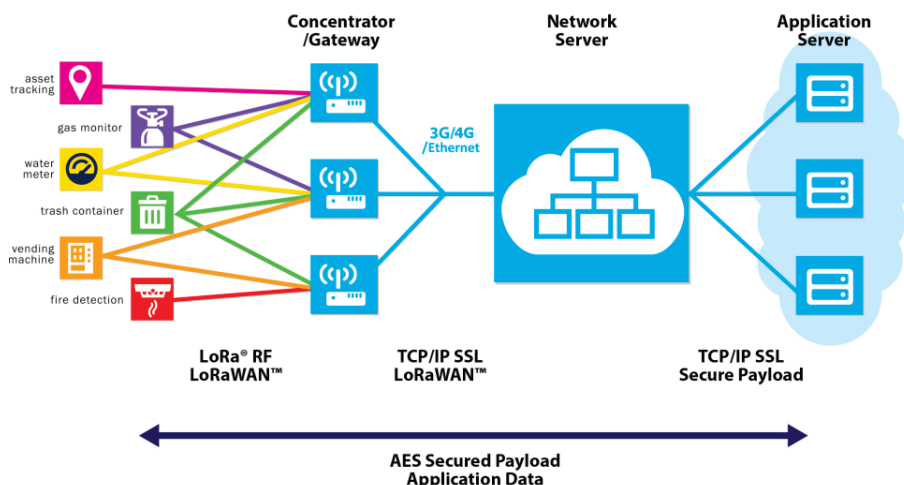 Concentrator
/Gateway
Network
Server
Application
Server
asset
tracking
gas monitor
water
meter
trash container
vending
machine
fire detection
3G/4G
/Ethernet
LoRa® RF
LoRaWAN™
TCP/IP SSL
LoRaWAN™
TCP/IP SSL
Secure Payload
AES Secured Payload
Application Data